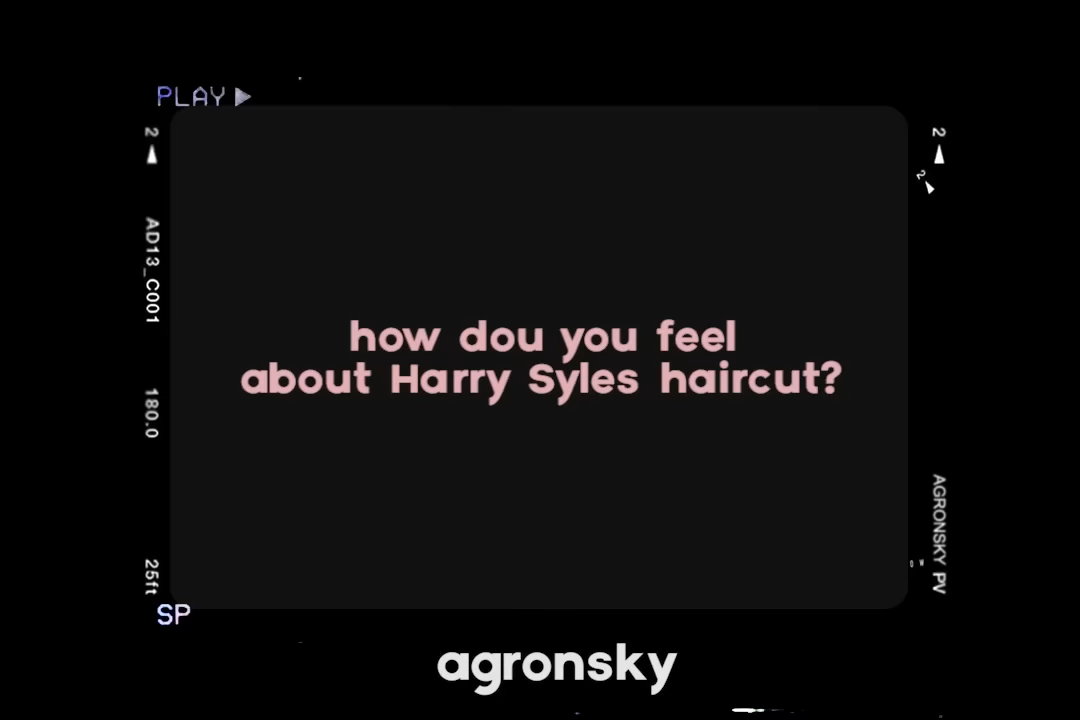 PLAY
2
2
2
AD13_C001
how dou you feel
about Harry Syles haircut?
180.0
AGRONSKY PV
25ft
SP
agronsky